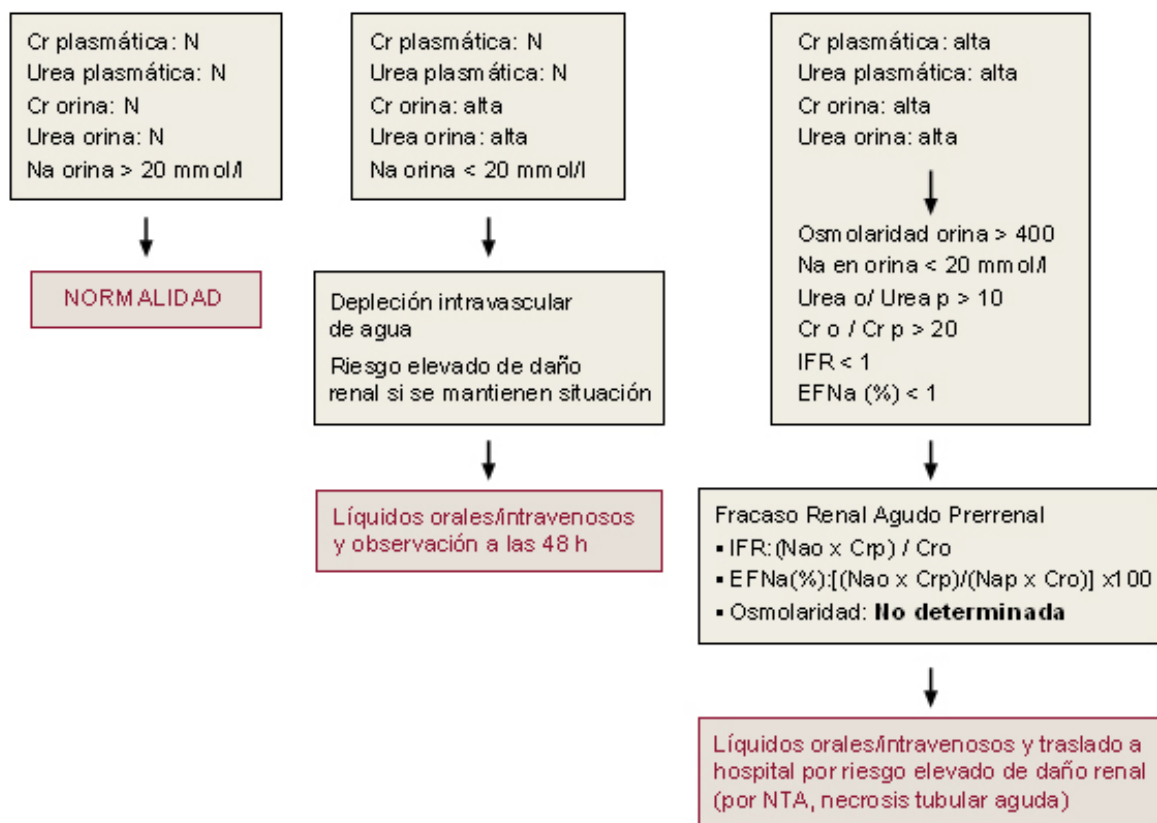 Cr plasmática: N
Urea plasmática: N
Cr orina: N
Urea orina: N
Na orina > 20 mmol/l
NORMALIDAD
Cr plasmática: N
Urea plasmática: N
Cr orina: alta
Urea orina: alta
Na orina < 20 mmol/l
Depleción intravascular
de agua
Riesgo elevado de daño
renal si se mantienen situación
Líquidos orales/intravenosos
y observación a las 48 h
Cr plasmática: alta
Urea plasmática: alta
Cr orina: alta
Urea orina: alta
Osmolaridad orina > 400
Na en orina < 20 mmol/l
Urea o/ Urea p > 10
Cr o / Cr p > 20
IFR < 1
EFNa (%) < 1
Fracaso Renal Agudo Prerrenal
▪ IFR:(Nao x Crp) / Cro
▪ EFNa(%):[(Nao x Crp)/(Nap x Cro)] x100
▪ Osmolaridad: No determinada
Líquidos orales/intravenosos y traslado a
hospital por riesgo elevado de daño renal
(por NTA, necrosis tubular aguda)